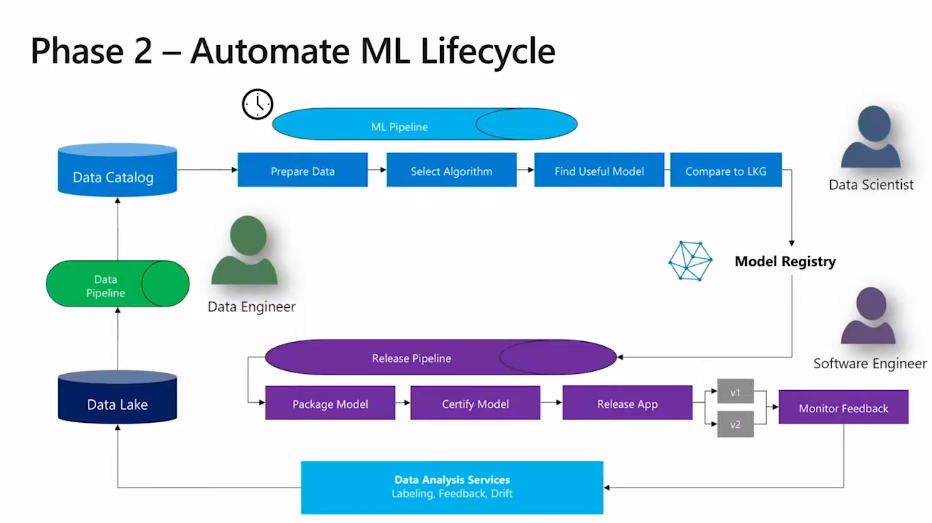 Phase 2 – Automate ML Lifecycle
ML Pipeline
Data Catalog
Prepare Data
Select Algorithm
Find Useful Model
Compare to LKG
Data Scientist
Data
Pipeline
Data Engineer
Model Registry
Release Pipeline
Software Engineer
Data Lake
Package Model
Certify Model
Release App
v1
v2
Monitor Feedback
Data Analysis Services
Labeling, Feedback, Drift